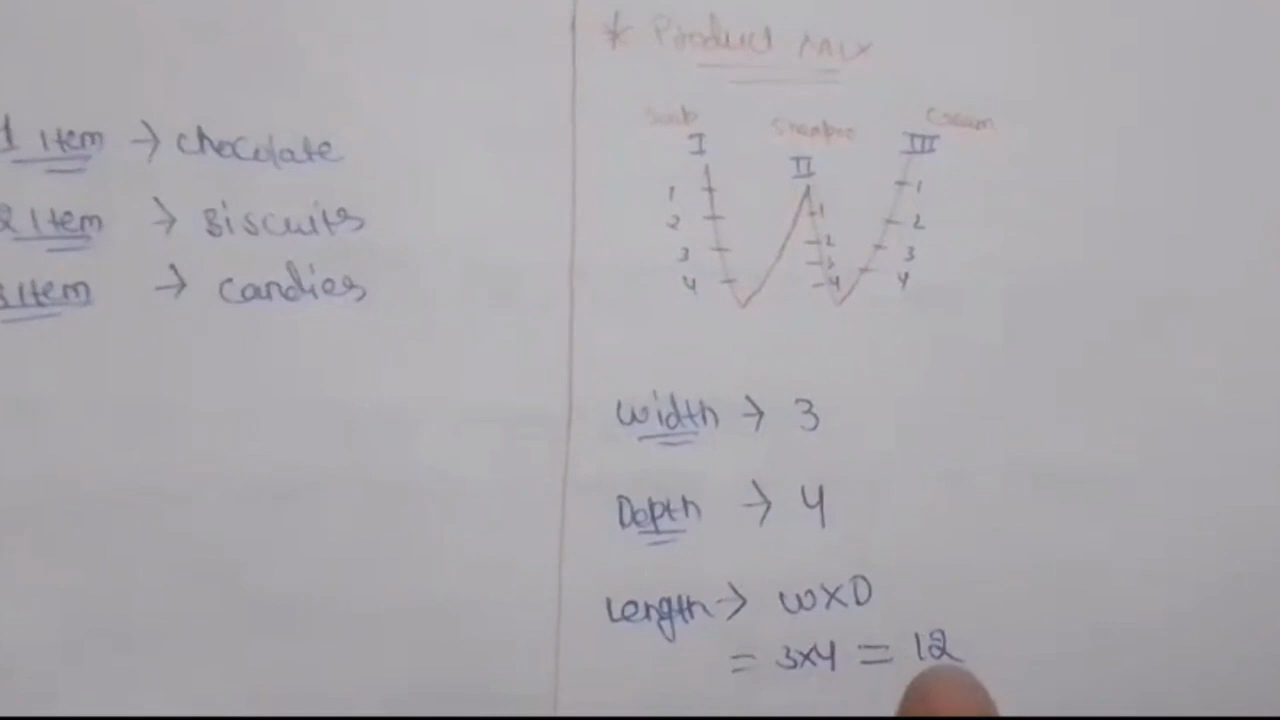 1 Item → chocolate
2 Item → Biscuits
Item → candies
* Product Mix
I II III
1 2 3 4
1 2 3 4
1 2 3 4
Width → 3
Depth → 4
Length → W×D
= 3×4 = 12